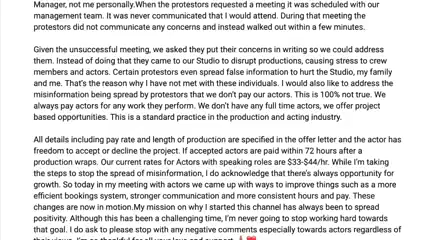 Manager, not me personally.When the protestors requested a meeting it was scheduled with our
management team. It was never communicated that I would attend. During that meeting the
protestors did not communicate any concerns and instead walked out within a few minutes.
Given the unsuccessful meeting, we asked they put their concerns in writing so we could address
them. Instead of doing that they came to our Studio to disrupt productions, causing stress to crew
members and actors. Certain protestors even spread false information to hurt the Studio, my family
and me. That's the reason why I have not met with these individuals. I would also like to address the
misinformation being spread by protestors that we don't pay our actors. This is 100% not true. We
always pay actors for any work they perform. We don't have any full time actors, we offer project
based opportunities. This is a standard practice in the production and acting industry.
All details including pay rate and length of production are specified in the offer letter and the actor has
freedom to accept or decline the project. If accepted actors are paid within 72 hours after a
production wraps. Our current rates for Actors with speaking roles are $33-$44/hr. While I'm taking
the steps to stop the spread of misinformation, I do acknowledge that there's always opportunity for
growth. So today in my meeting with actors we came up with ways to improve things such as a more
efficient bookings system, stronger communication and more consistent hours and pay. These
changes are now in motion.My mission on why I started this channel has always been to spread
positivity. Although this has been a challenging time, I'm never going to stop working hard towards
that goal. I do ask to please stop with any negative comments especially towards actors regardless of